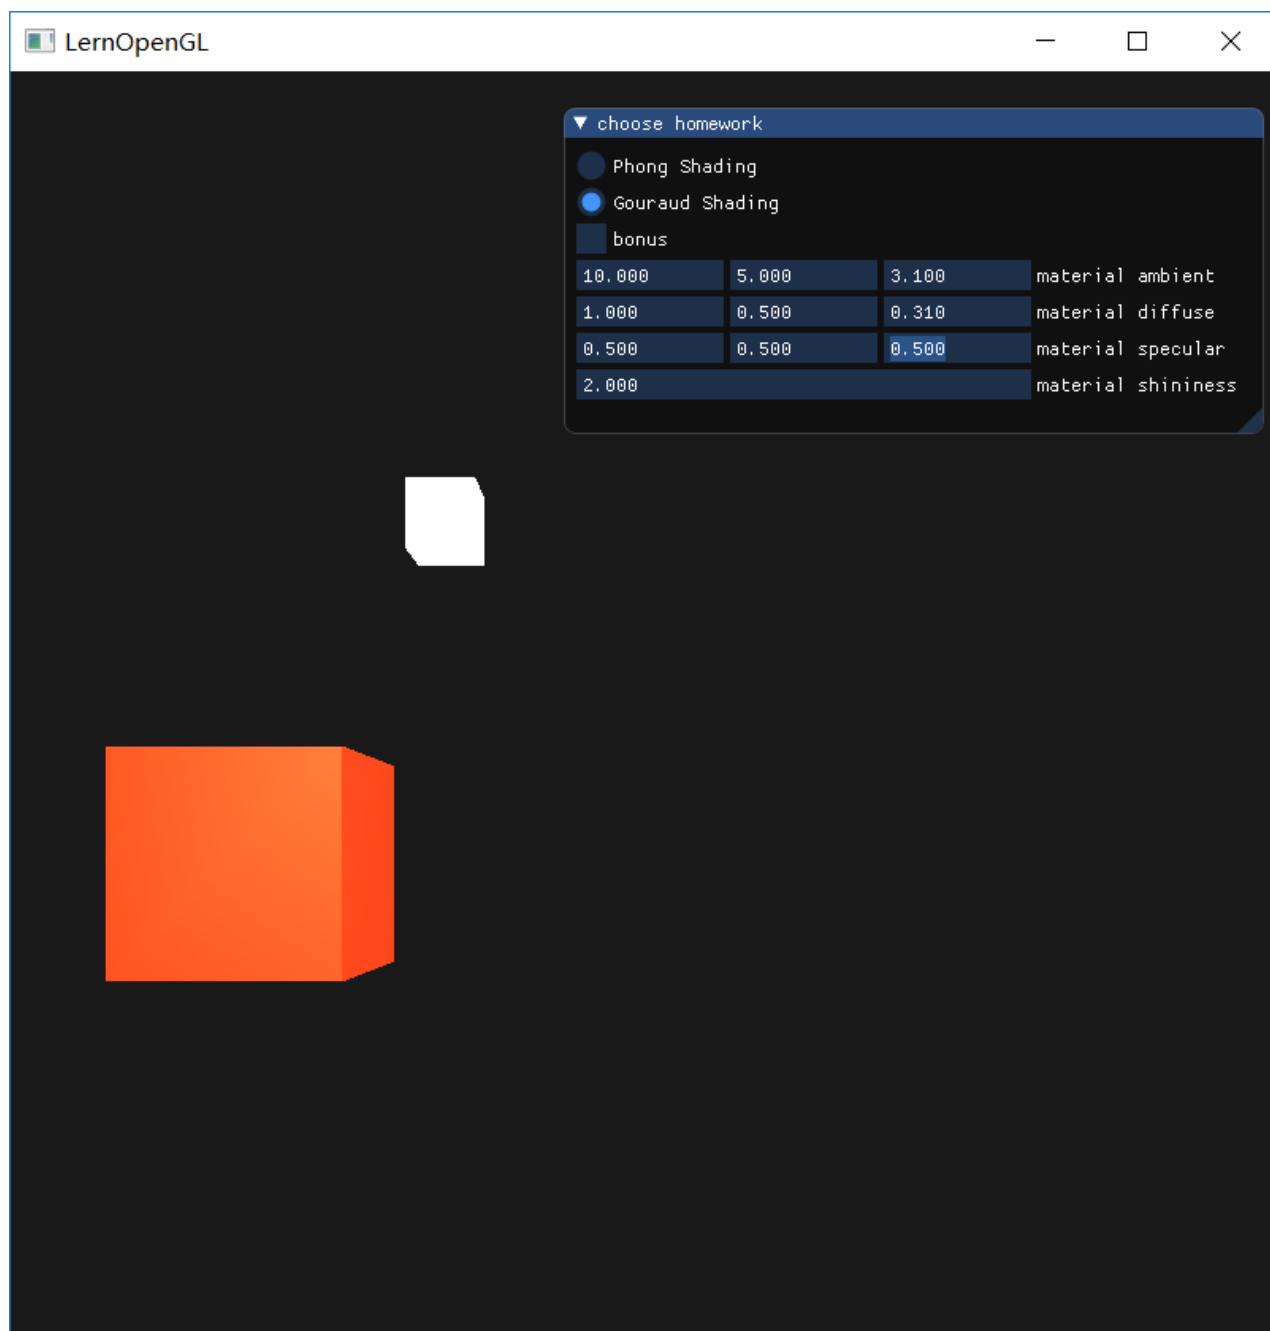 LernOpenGL
choose homework
Phong Shading
Gouraud Shading
bonus
10.000 5.000 3.100 material ambient
1.000 0.500 0.310 material diffuse
0.500 0.500 0.500 material specular
2.000 material shininess